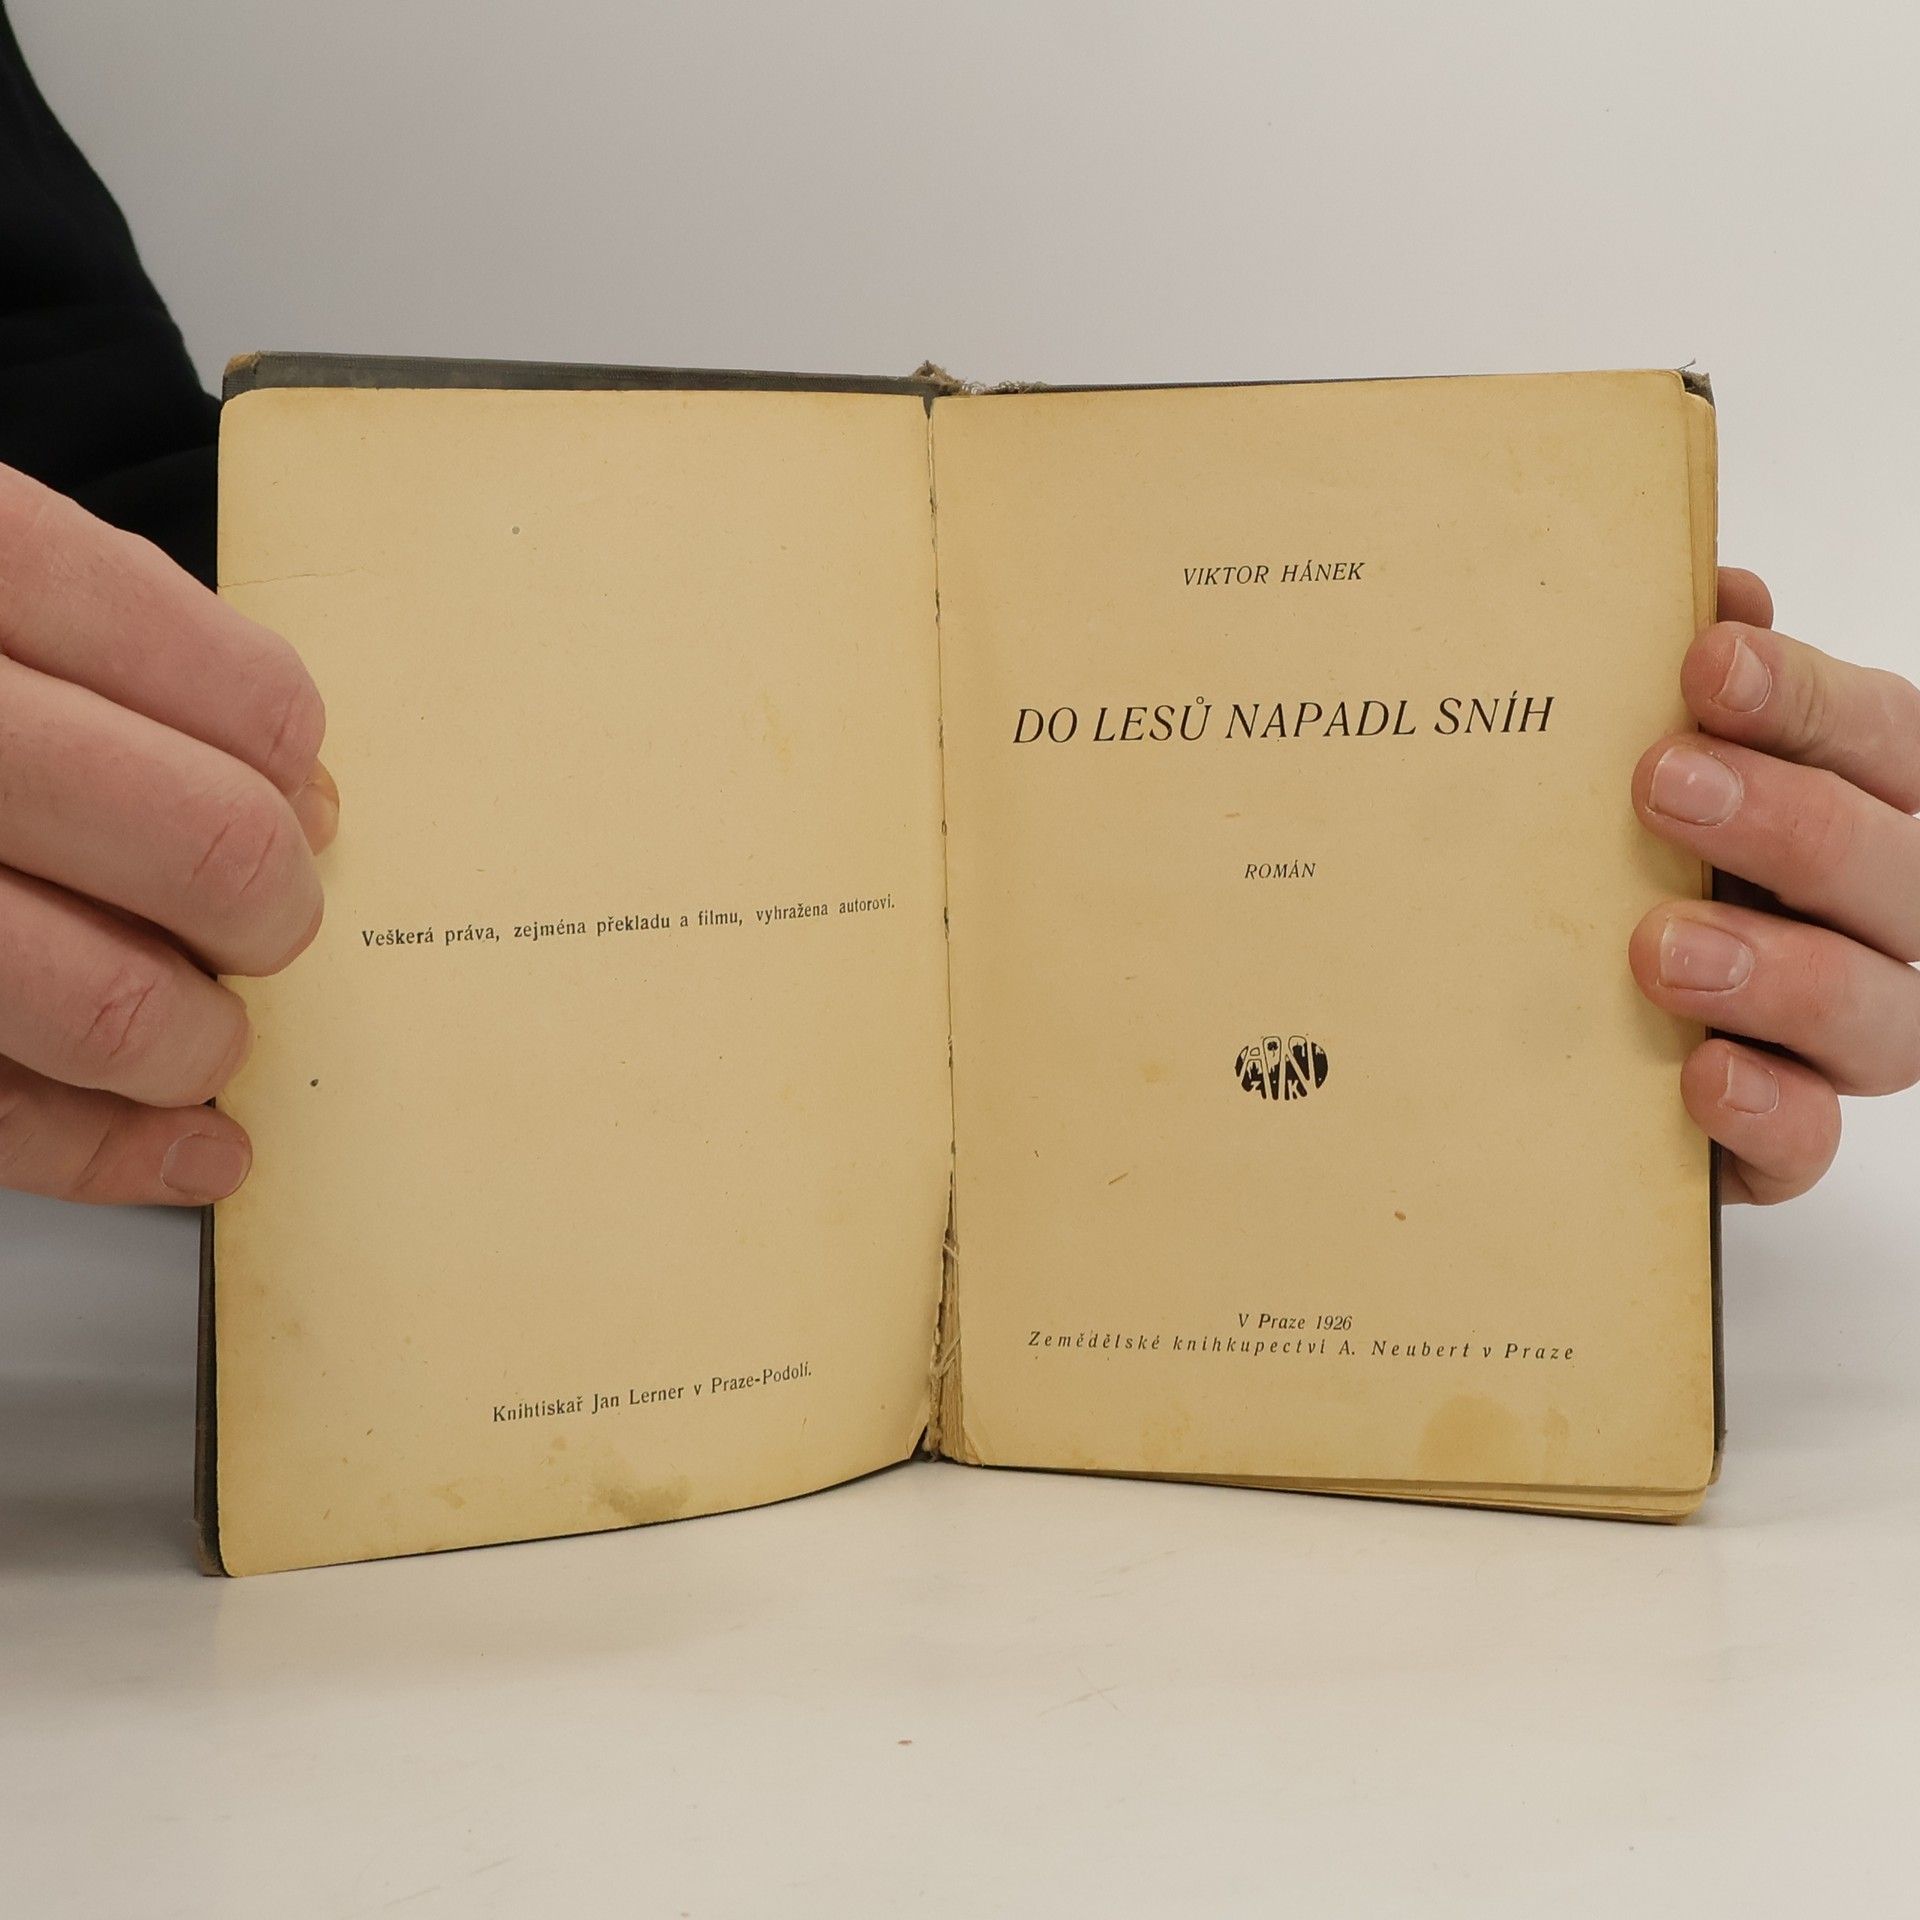 Veškerá práva, zejména překladu a filmu, vyhražena autorovi.
Knihtiskař Jan Lerner v Praze-Podolí.
VIKTOR HÁNEK
DO LESŮ NAPADL SNÍH
ROMÁN
V Praze 1926
Zemědělské knihkupectví A. Neubert v Praze